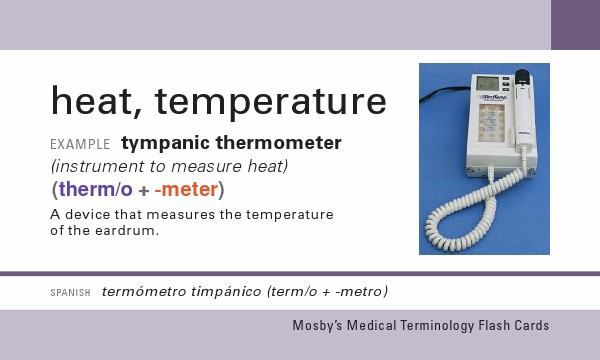 heat, temperature
EXAMPLE tympanic thermometer
(instrument to measure heat)
(therm/o + -meter)
A device that measures the temperature
of the eardrum.
SPANISH termómetro timpánico (term/o + -metro)
Mosby's Medical Terminology Flash Cards